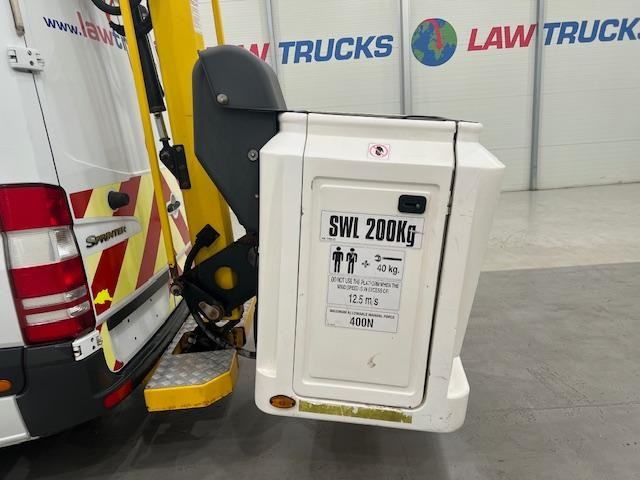 www.lawtr
TRUCKS
LAW TRUCKS
SPRINTER
SWL 200Kg
+ 40 kg.
DO NOT USE THE PLATFORM WHEN THE
WIND SPEED IS IN EXCESS OF:
12.5 m/s
MAXIMUM ALLOWABLE MANUAL FORCE
400N